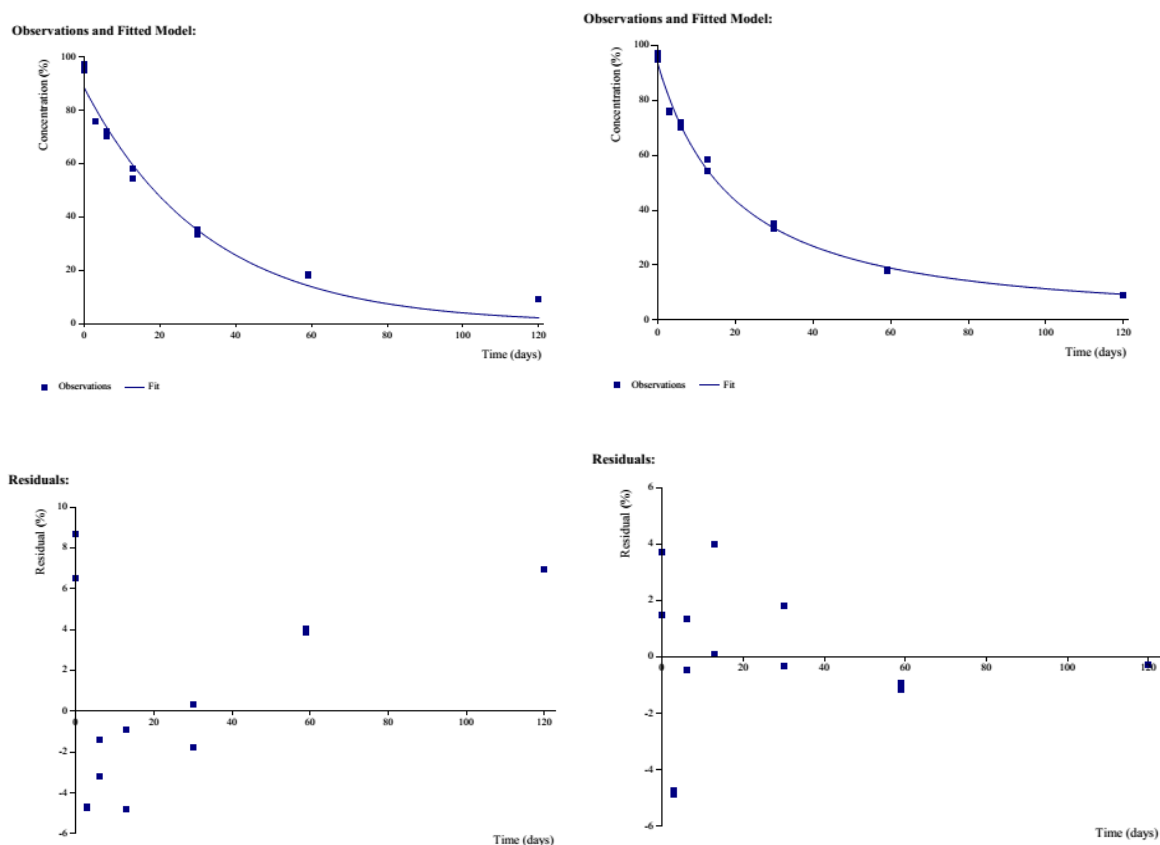 Observations and Fitted Model:
Concentration (%)
100
80
60
40
20
0
0 20 40 60 80 100 120
Time (days)
Observations Fit
Observations and Fitted Model:
Concentration (%)
100
80
60
40
20
0
0 20 40 60 80 100 120
Time (days)
Observations Fit
Residuals:
Residual (%)
10
8
6
4
2
0
-2
-4
-6
0 20 40 60 80 100 120
Time (days)
Residuals:
Residual (%)
6
4
2
0
-2
-4
-6
0 20 40 60 80 100 120
Time (days)